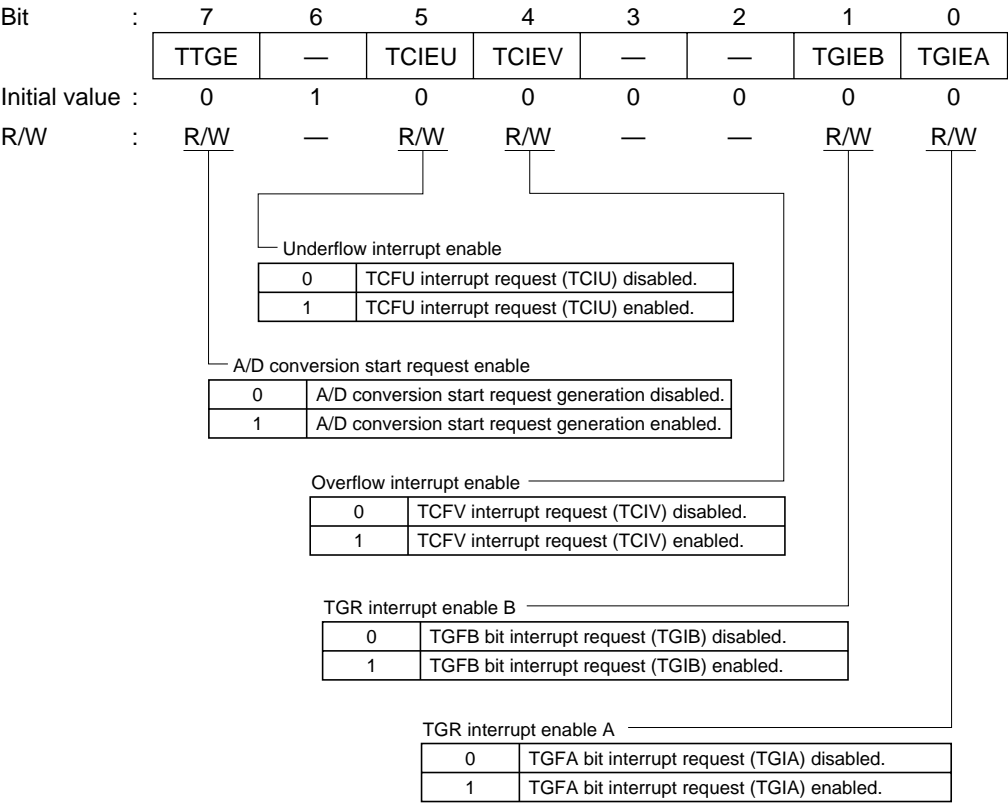 Bit : 7 6 5 4 3 2 1 0
TTGE — TCIEU TCIEV — — TGIEB TGIEA
Initial value : 0 1 0 0 0 0 0 0
R/W : R/W — R/W R/W — — R/W R/W
Underflow interrupt enable
0 TCFU interrupt request (TCIU) disabled.
1 TCFU interrupt request (TCIU) enabled.
A/D conversion start request enable
0 A/D conversion start request generation disabled.
1 A/D conversion start request generation enabled.
Overflow interrupt enable
0 TCFV interrupt request (TCIV) disabled.
1 TCFV interrupt request (TCIV) enabled.
TGR interrupt enable B
0 TGFB bit interrupt request (TGIB) disabled.
1 TGFB bit interrupt request (TGIB) enabled.
TGR interrupt enable A
0 TGFA bit interrupt request (TGIA) disabled.
1 TGFA bit interrupt request (TGIA) enabled.